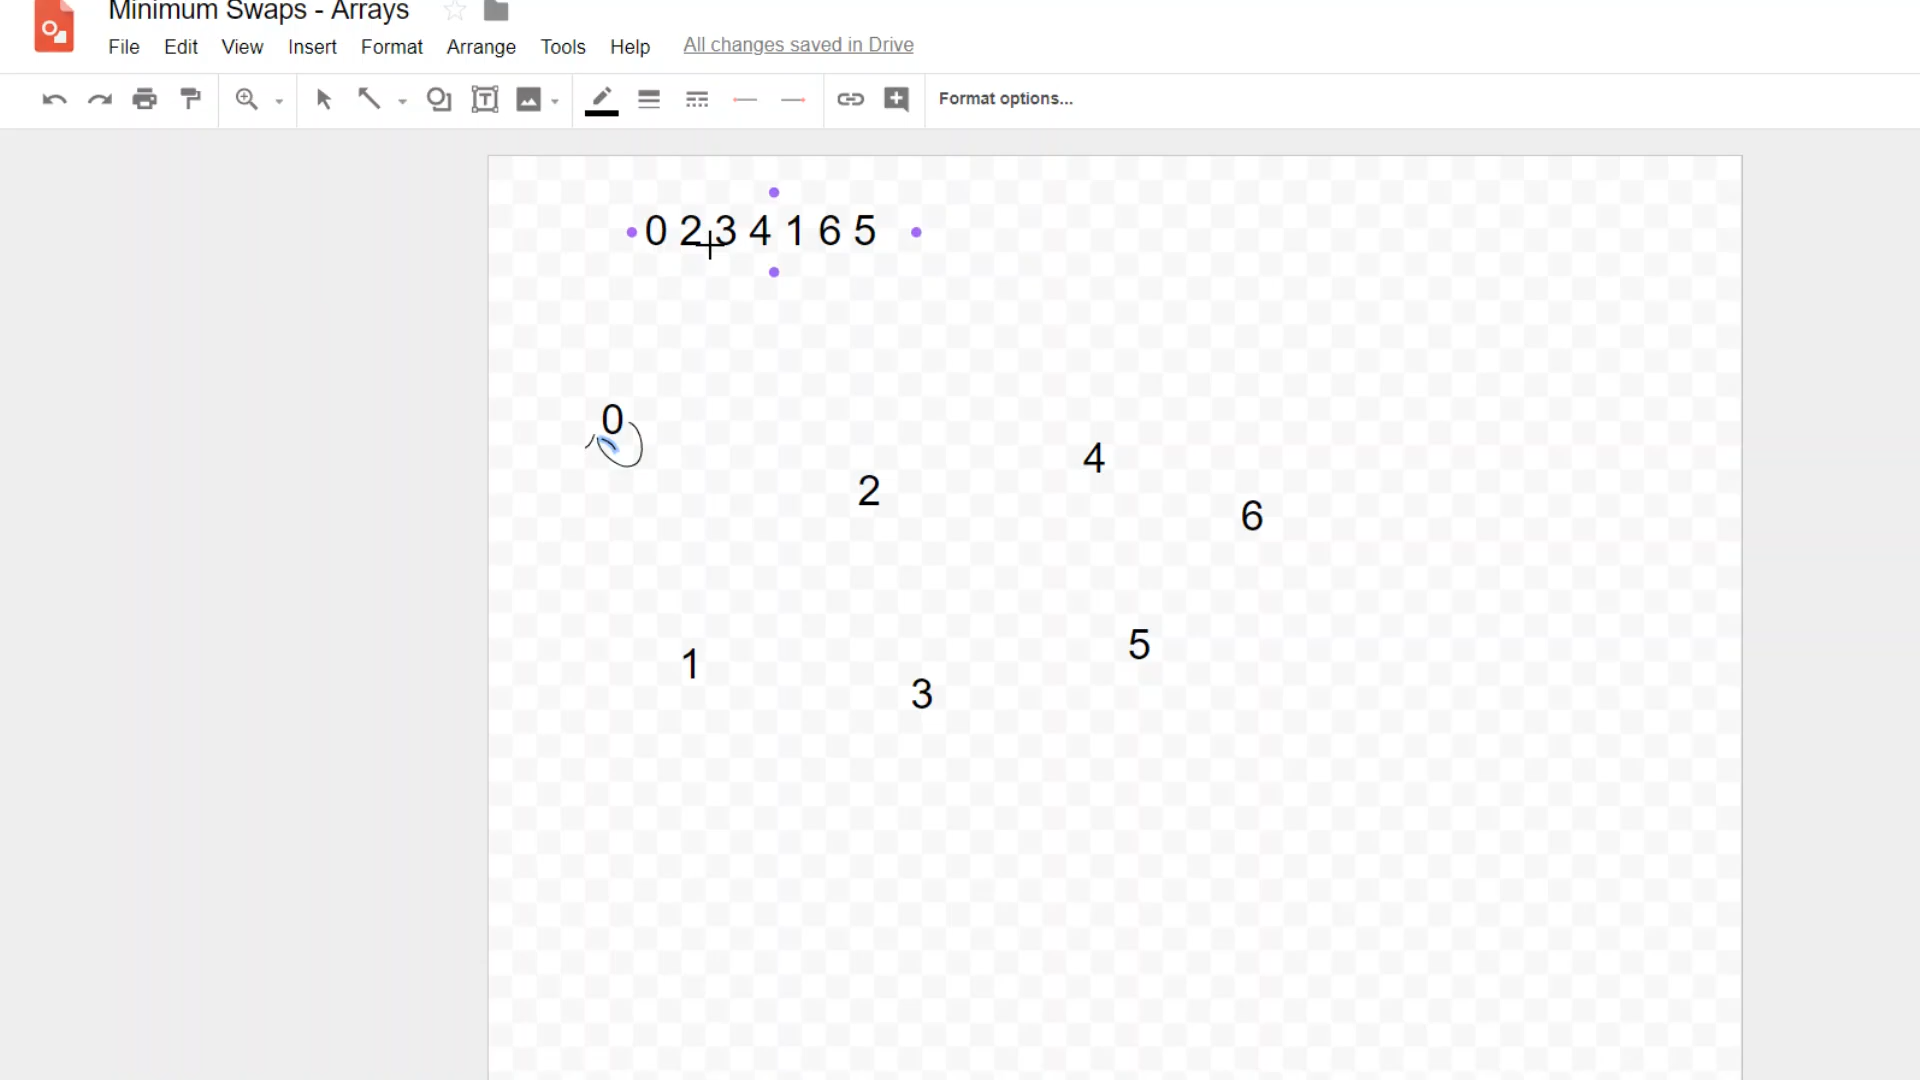 Minimum Swaps - Arrays
File Edit View Insert Format Arrange Tools Help All changes saved in Drive
Format options...
0 2 3 4 1 6 5
0
4
2
6
5
1
3